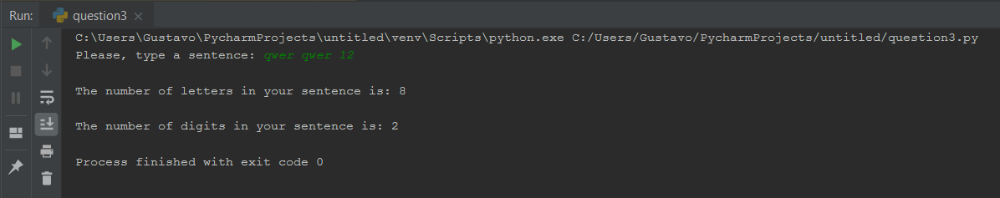 Run: question3
C:\Users\Gustavo\PycharmProjects\untitled\venv\Scripts\python.exe C:/Users/Gustavo/PycharmProjects/untitled/question3.py
Please, type a sentence: qwer qwer 12
The number of letters in your sentence is: 8
The number of digits in your sentence is: 2
Process finished with exit code 0